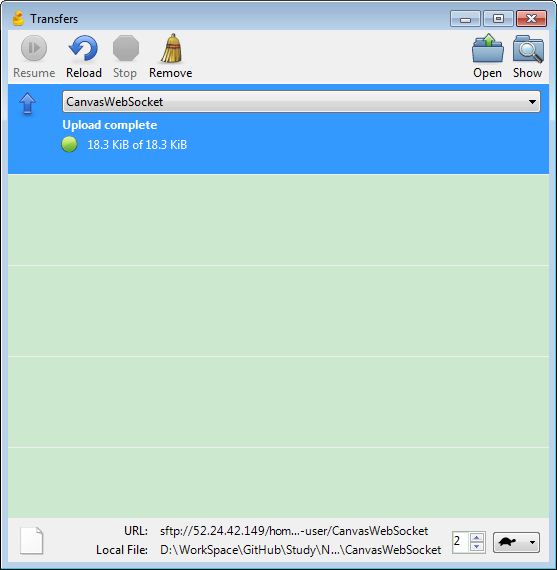 Transfers
Resume Reload Stop Remove Open Show
CanvasWebSocket
Upload complete
18.3 KiB of 18.3 KiB
URL: sftp://52.24.42.149/hom...-user/CanvasWebSocket
2
Local File: D:\WorkSpace\GitHub\Study\N...\CanvasWebSocket